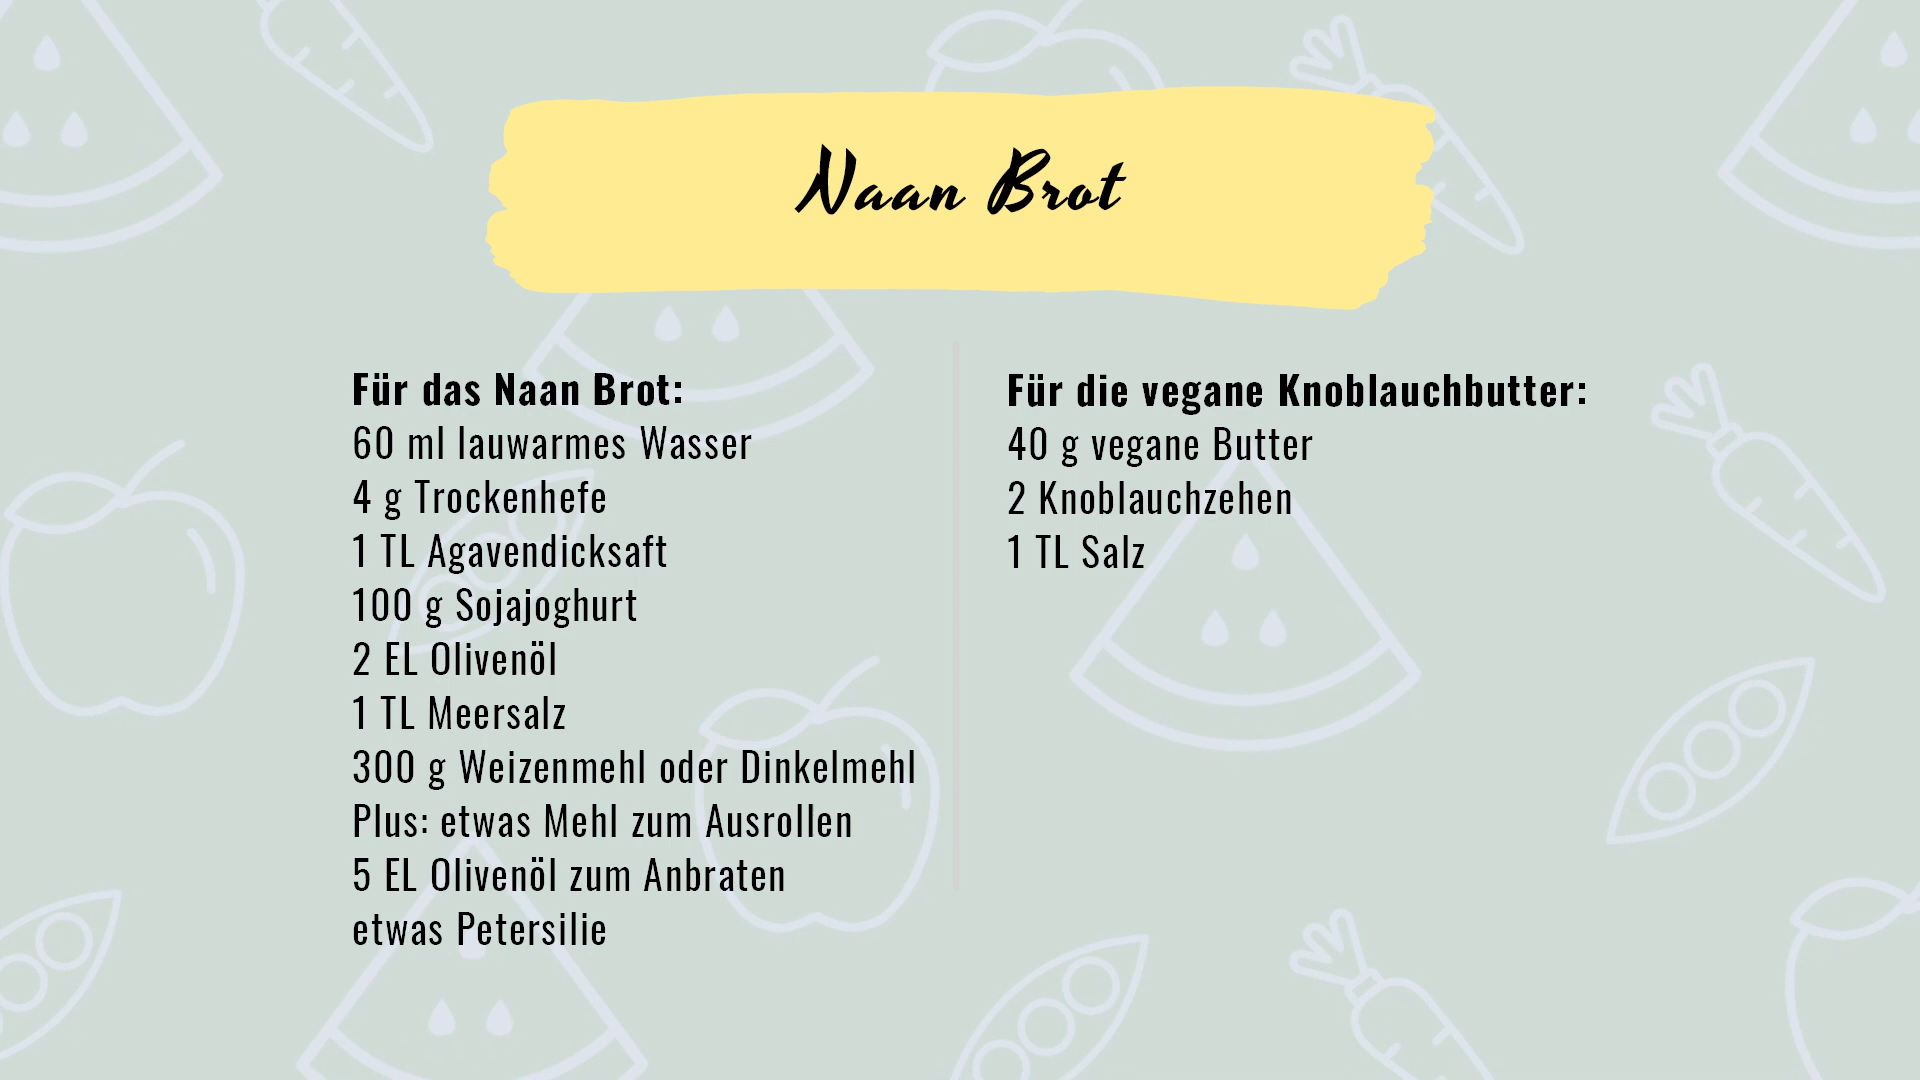 Naan Brot
Für das Naan Brot:
60 ml lauwarmes Wasser
4 g Trockenhefe
1 TL Agavendicksaft
100 g Sojajoghurt
2 EL Olivenöl
1 TL Meersalz
300 g Weizenmehl oder Dinkelmehl
Plus: etwas Mehl zum Ausrollen
5 EL Olivenöl zum Anbraten
etwas Petersilie
Für die vegane Knoblauchbutter:
40 g vegane Butter
2 Knoblauchzehen
1 TL Salz